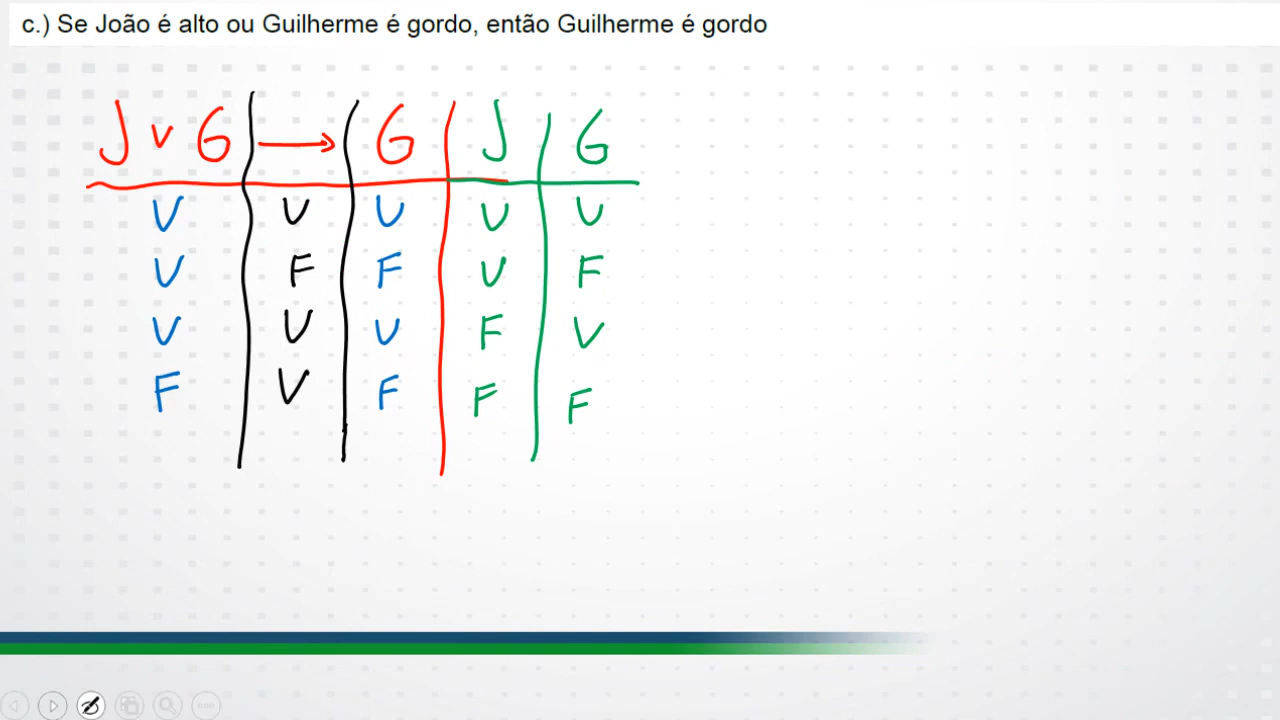 c.) Se João é alto ou Guilherme é gordo, então Guilherme é gordo
J v G | → | G | J | G
V V V V V
V F F V F
V V V F V
F V F F F